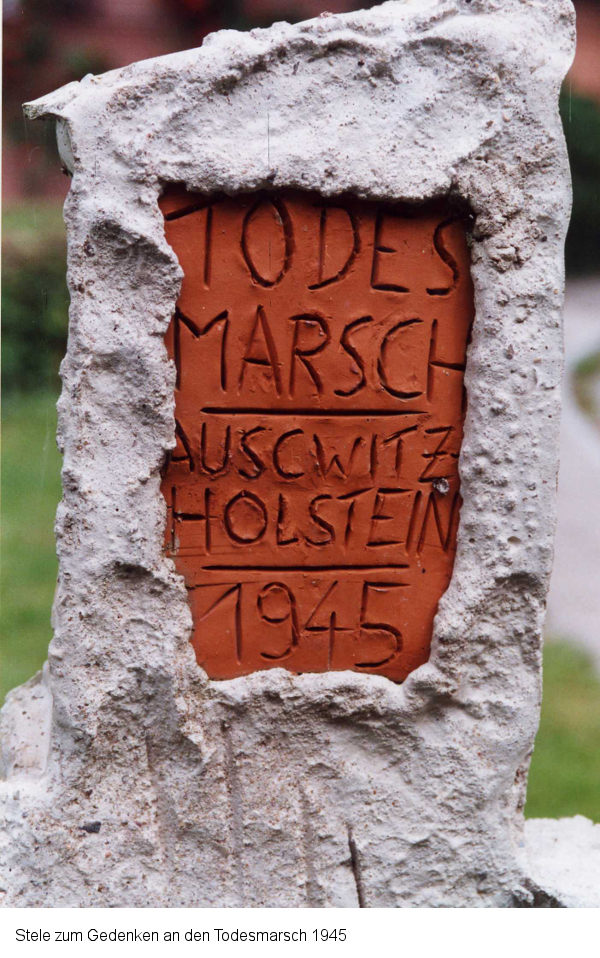 TODES
MARSCH
AUSCWITZ-
HOLSTEIN
1945
Stele zum Gedenken an den Todesmarsch 1945